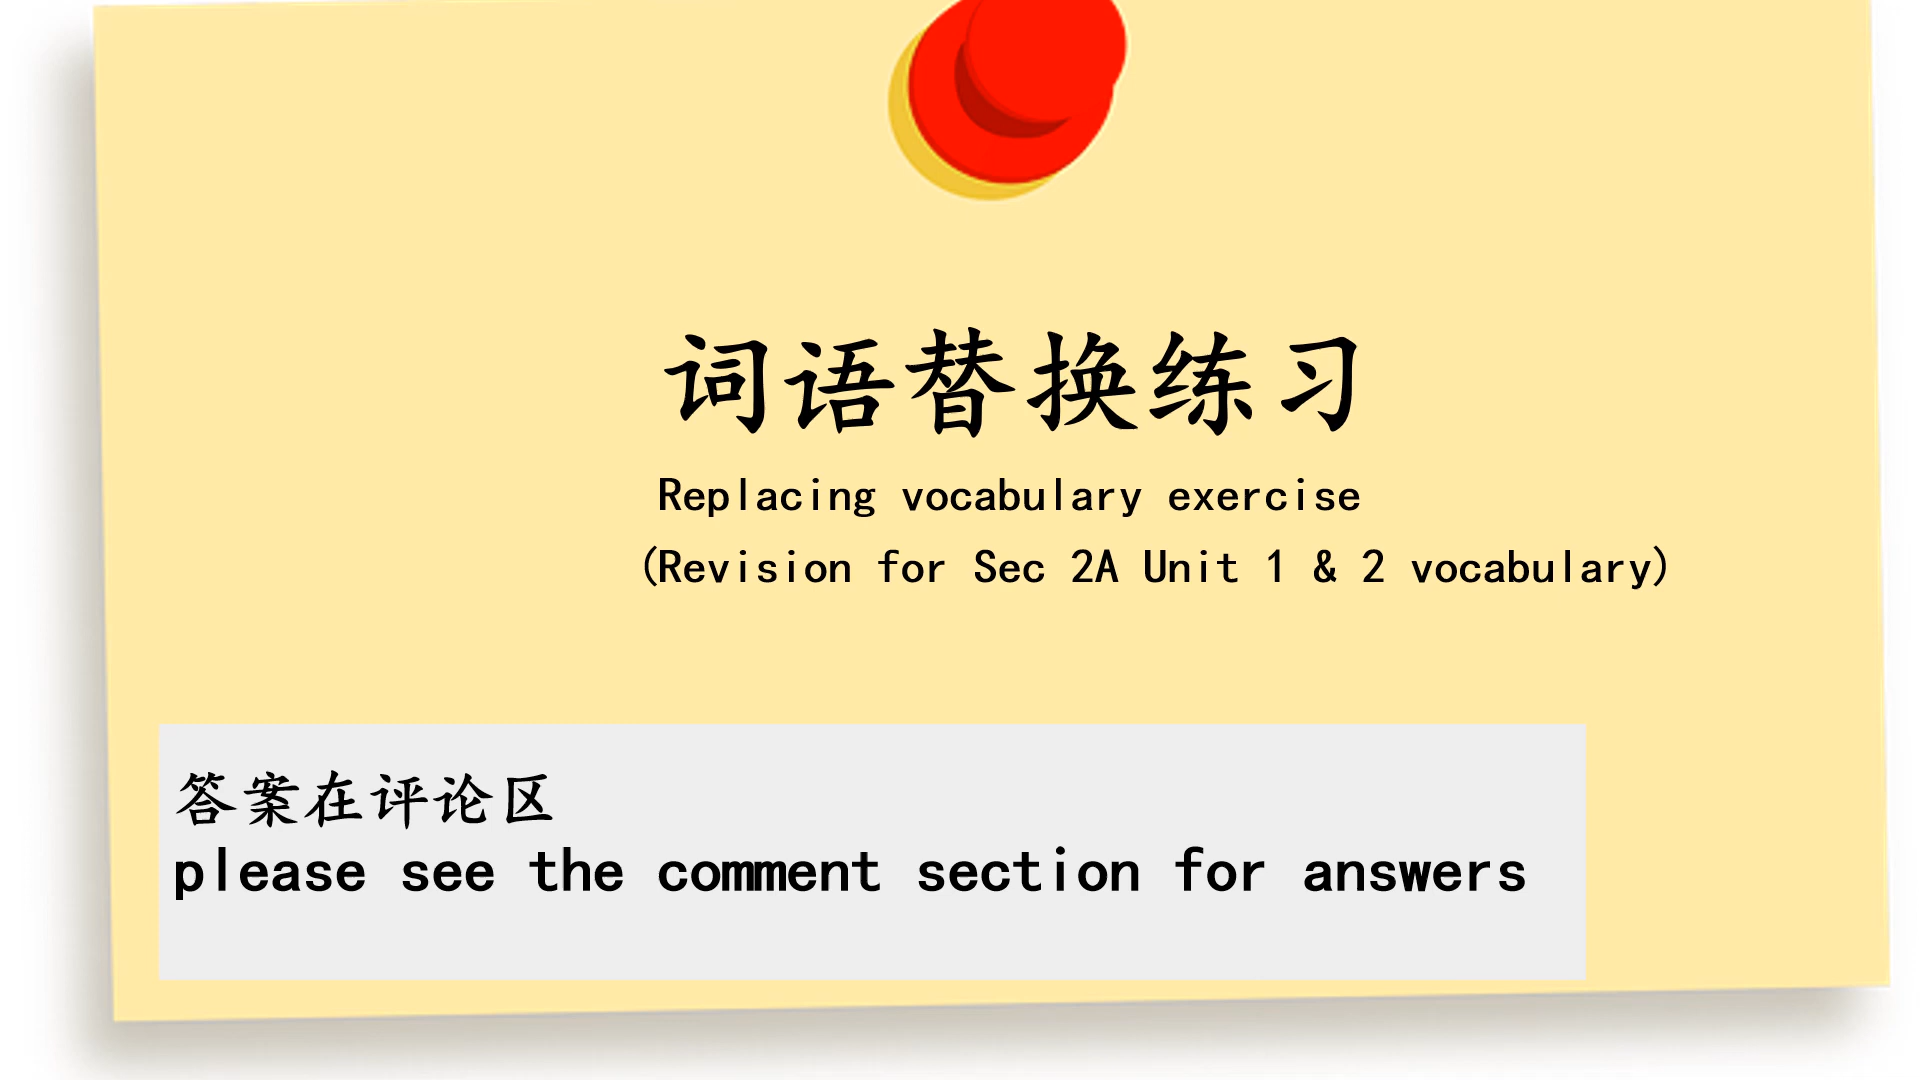 词语替换练习
Replacing vocabulary exercise
(Revision for Sec 2A Unit 1 & 2 vocabulary)
答案在评论区
please see the comment section for answers